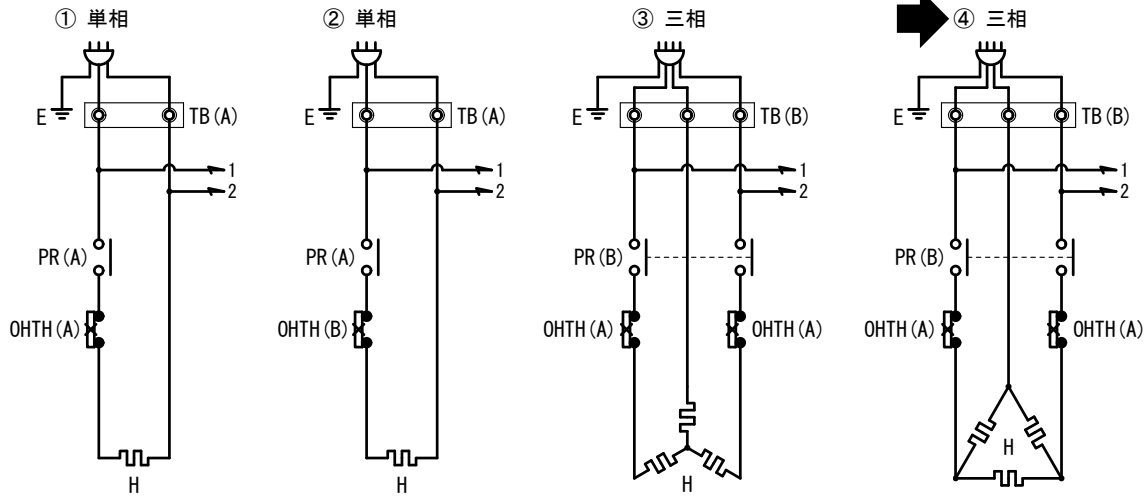 ① 単相
② 単相
③ 三相
④ 三相
E
TB(A)
E
TB(A)
E
TB(B)
E
TB(B)
1
2
1
2
1
2
1
2
PR(A)
PR(A)
PR(B)
PR(B)
OHTH(A)
OHTH(B)
OHTH(A)
OHTH(A)
OHTH(A)
OHTH(A)
H
H
H
H